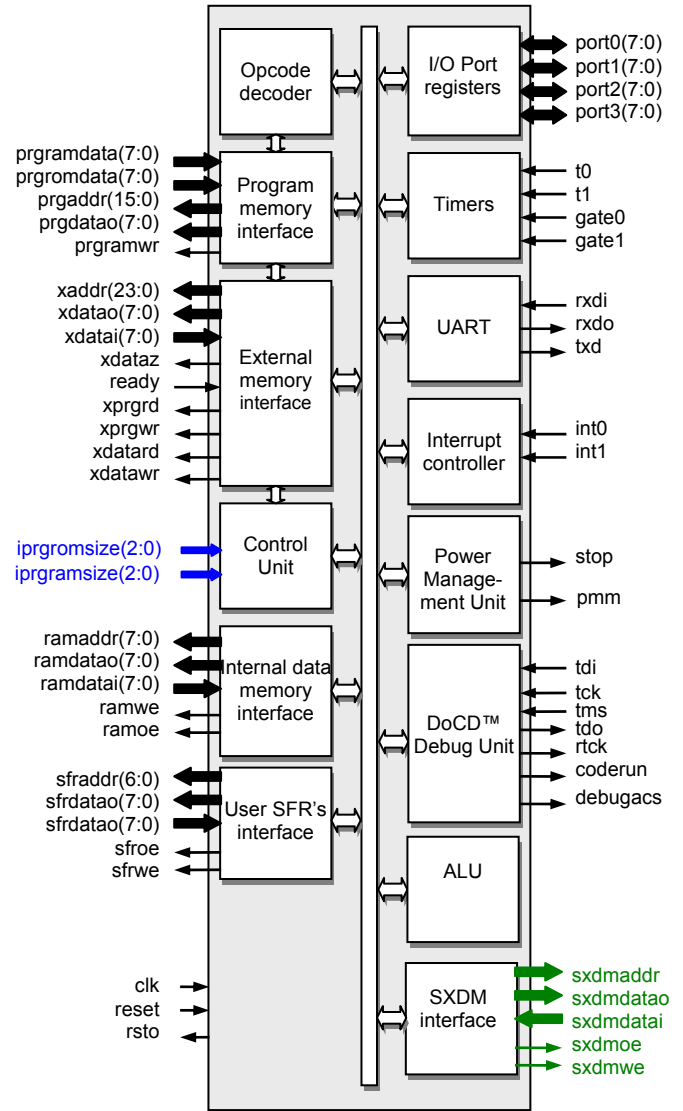 Opcode
decoder
I/O Port
registers
port0(7:0)
port1(7:0)
port2(7:0)
port3(7:0)
prgramdata(7:0)
prgromdata(7:0)
prgaddr(15:0)
prgdatao(7:0)
prgramwr
Program
memory
interface
Timers
t0
t1
gate0
gate1
xaddr(23:0)
xdatao(7:0)
xdatai(7:0)
xdataz
ready
xprgrd
xprgwr
xdatard
xdatawr
External
memory
interface
UART
rxdi
rxdo
txd
Interrupt
controller
int0
int1
iprgromsize(2:0)
iprgramsize(2:0)
Control
Unit
Power
Manage-
ment Unit
stop
pmm
ramaddr(7:0)
ramdatao(7:0)
ramdatai(7:0)
ramwe
ramoe
Internal data
memory
interface
DoCD™
Debug Unit
tdi
tck
tms
tdo
rtck
coderun
debugacs
sfraddr(6:0)
sfrdatao(7:0)
sfrdatao(7:0)
sfroe
sfrwe
User SFR's
interface
ALU
clk
reset
rsto
SXDM
interface
sxdmaddr
sxdmdatao
sxdmdatai
sxdmoe
sxdmwe